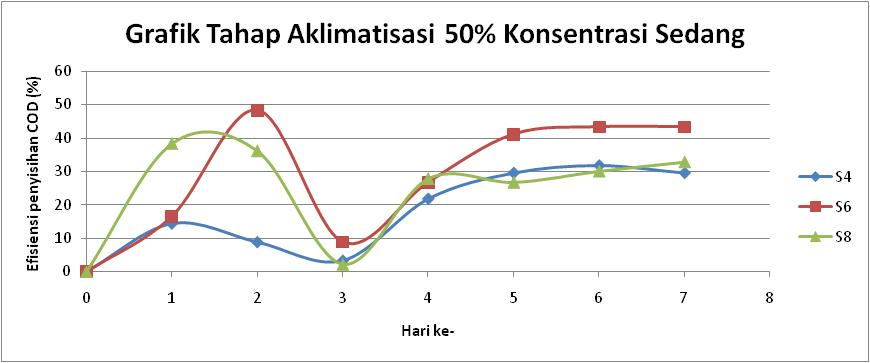 Grafik Tahap Aklimatisasi 50% Konsentrasi Sedang
Efisiensi penyisihan COD (%)
60
50
40
30
20
10
0
0 1 2 3 4 5 6 7 8
Hari ke-
S4
S6
S8